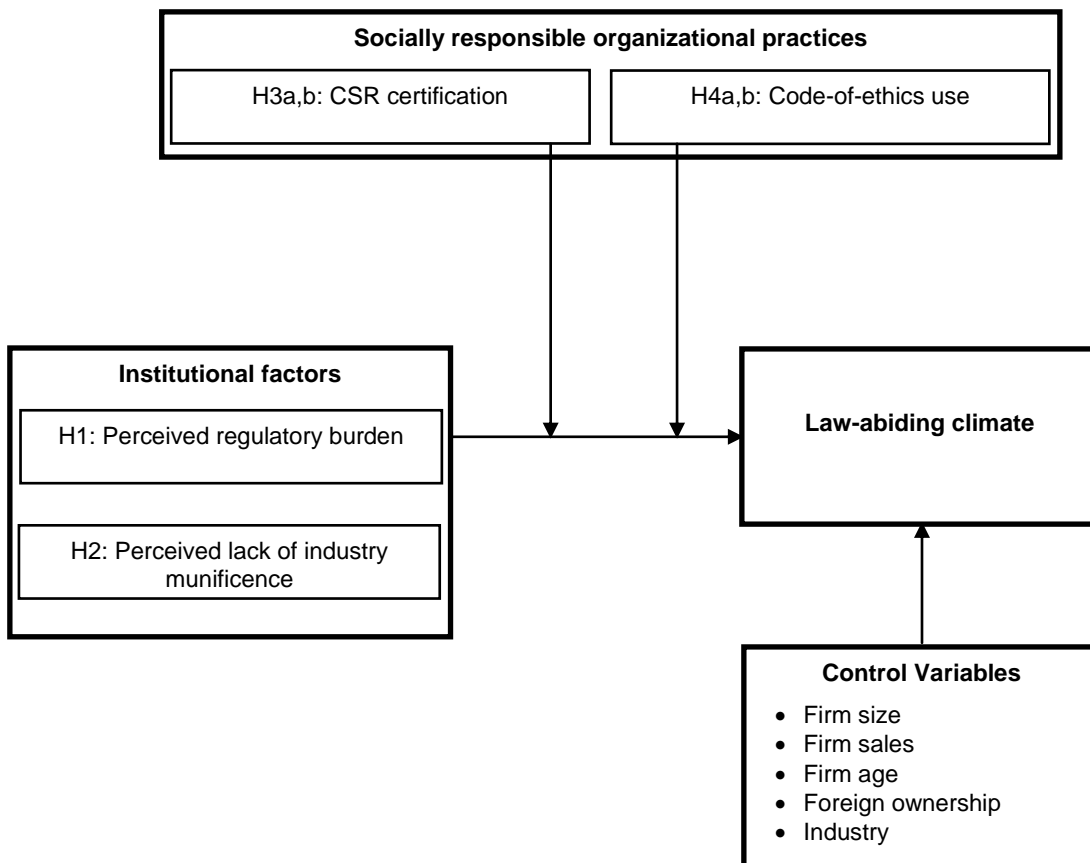 Socially responsible organizational practices
H3a,b: CSR certification
H4a,b: Code-of-ethics use
Institutional factors
H1: Perceived regulatory burden
H2: Perceived lack of industry
munificence
Law-abiding climate
Control Variables
• Firm size
• Firm sales
• Firm age
• Foreign ownership
• Industry